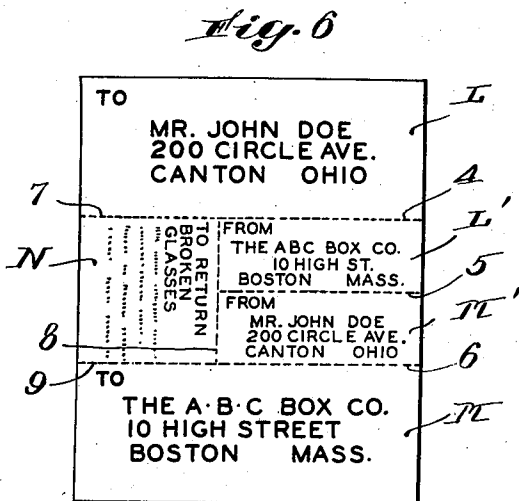 Fig. 6
TO
MR. JOHN DOE
200 CIRCLE AVE.
CANTON OHIO
L
7
4
N
TO RETURN
BROKEN
GLASSES
FROM
THE ABC BOX CO.
10 HIGH ST.
BOSTON MASS.
L'
5
FROM
MR. JOHN DOE
200 CIRCLE AVE.
CANTON OHIO
M'
8
9
6
TO
THE A·B·C BOX CO.
10 HIGH STREET
BOSTON MASS.
M